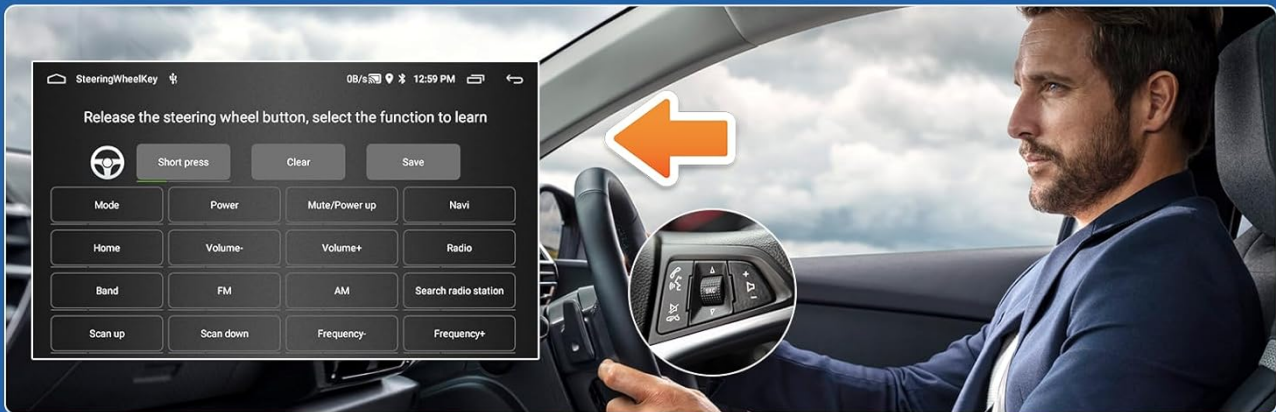 SteeringWheelKey
0B/s 12:59 PM
Release the steering wheel button, select the function to learn
Short press Clear Save
Mode Power Mute/Power up Navi
Home Volume- Volume+ Radio
Band FM AM Search radio station
Scan up Scan down Frequency- Frequency+
SRC
+
-